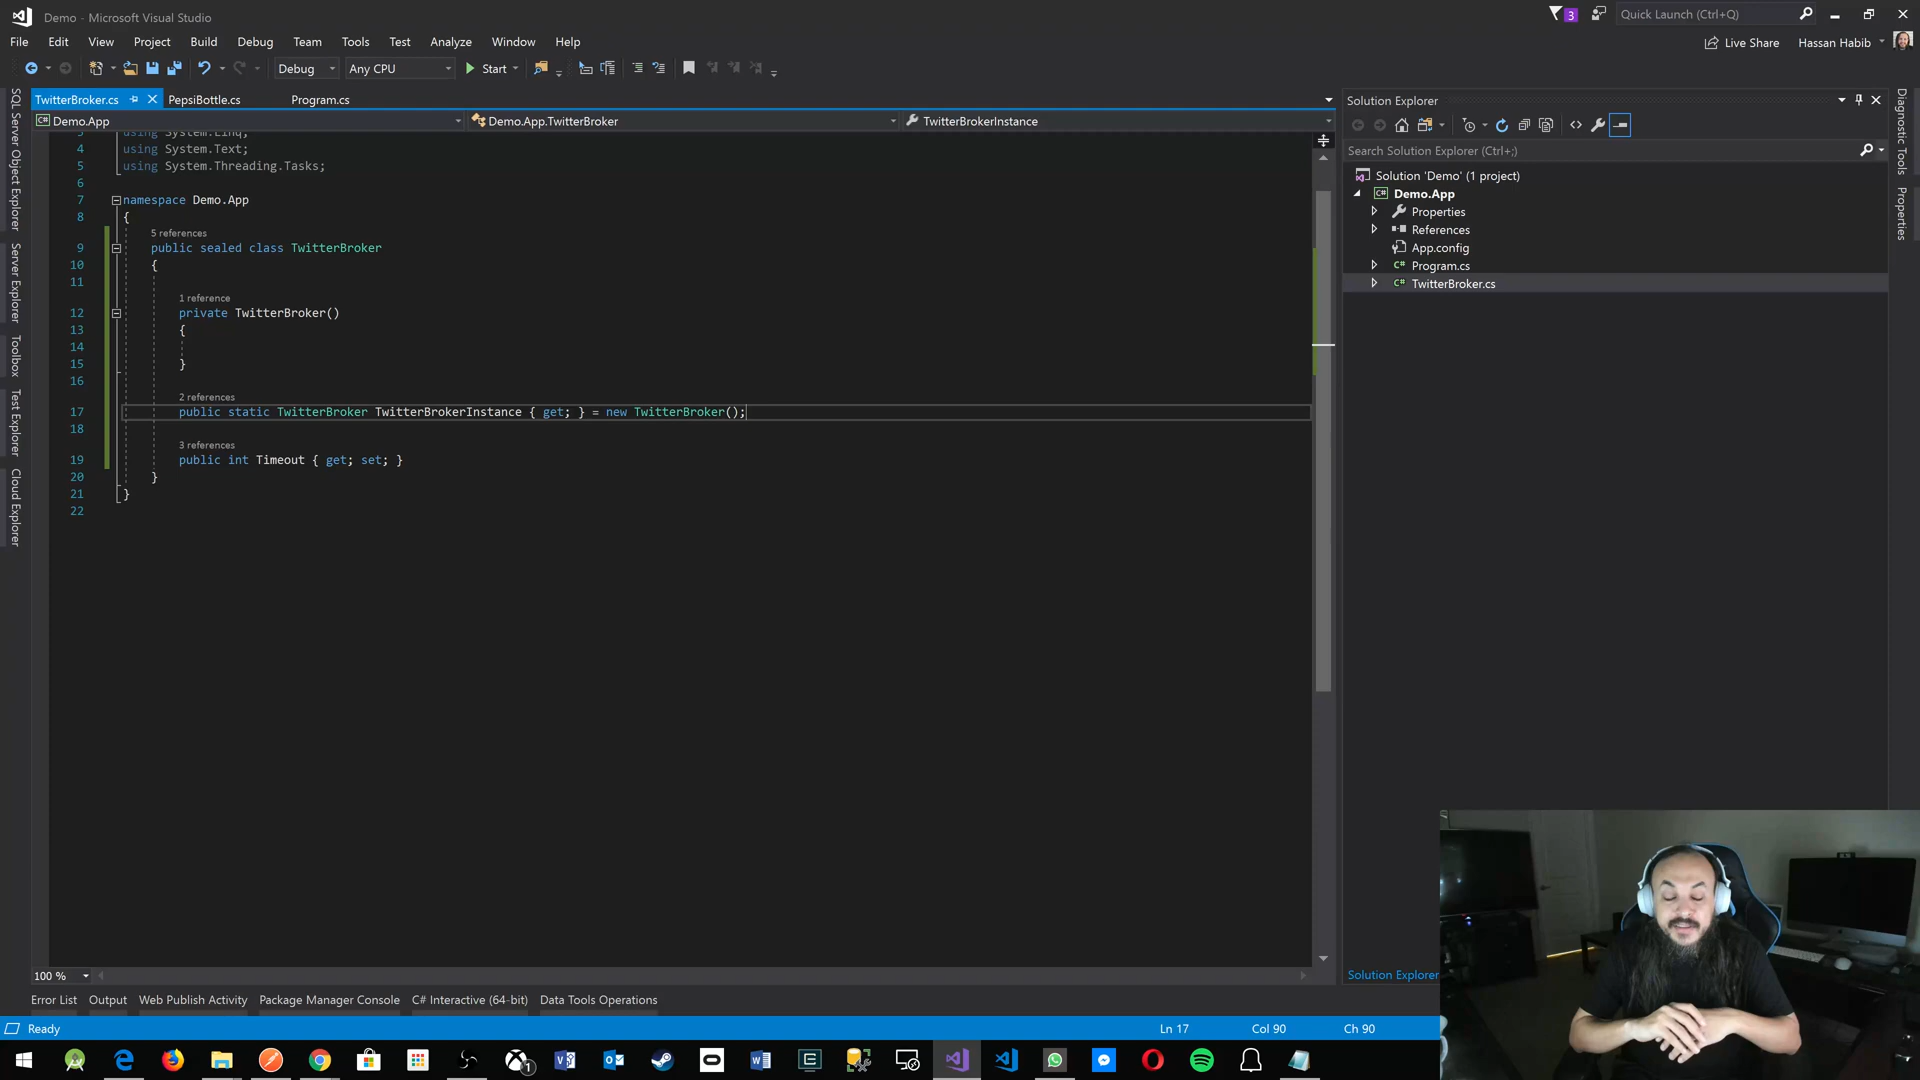 Demo - Microsoft Visual Studio
3
Quick Launch (Ctrl+Q)
File Edit View Project Build Debug Team Tools Test Analyze Window Help
Live Share
Hassan Habib
Debug
Any CPU
Start
TwitterBroker.cs
PepsiBottle.cs
Program.cs
Demo.App
Demo.App.TwitterBroker
TwitterBrokerInstance
SQL Server Object Explorer
Server Explorer
Toolbox
Test Explorer
Cloud Explorer
3 using System.Linq;
4 using System.Text;
5 using System.Threading.Tasks;
6
7 namespace Demo.App
8 {
5 references
9 public sealed class TwitterBroker
10 {
11
1 reference
12 private TwitterBroker()
13 {
14
15 }
16
2 references
17 public static TwitterBroker TwitterBrokerInstance { get; } = new TwitterBroker();
18
3 references
19 public int Timeout { get; set; }
20 }
21 }
22
100 %
Solution Explorer
Search Solution Explorer (Ctrl+;)
Solution 'Demo' (1 project)
Demo.App
Properties
References
App.config
C# Program.cs
C# TwitterBroker.cs
Solution Explorer
Diagnostic Tools
Properties
Error List Output Web Publish Activity Package Manager Console C# Interactive (64-bit) Data Tools Operations
Ready
Ln 17 Col 90 Ch 90
1